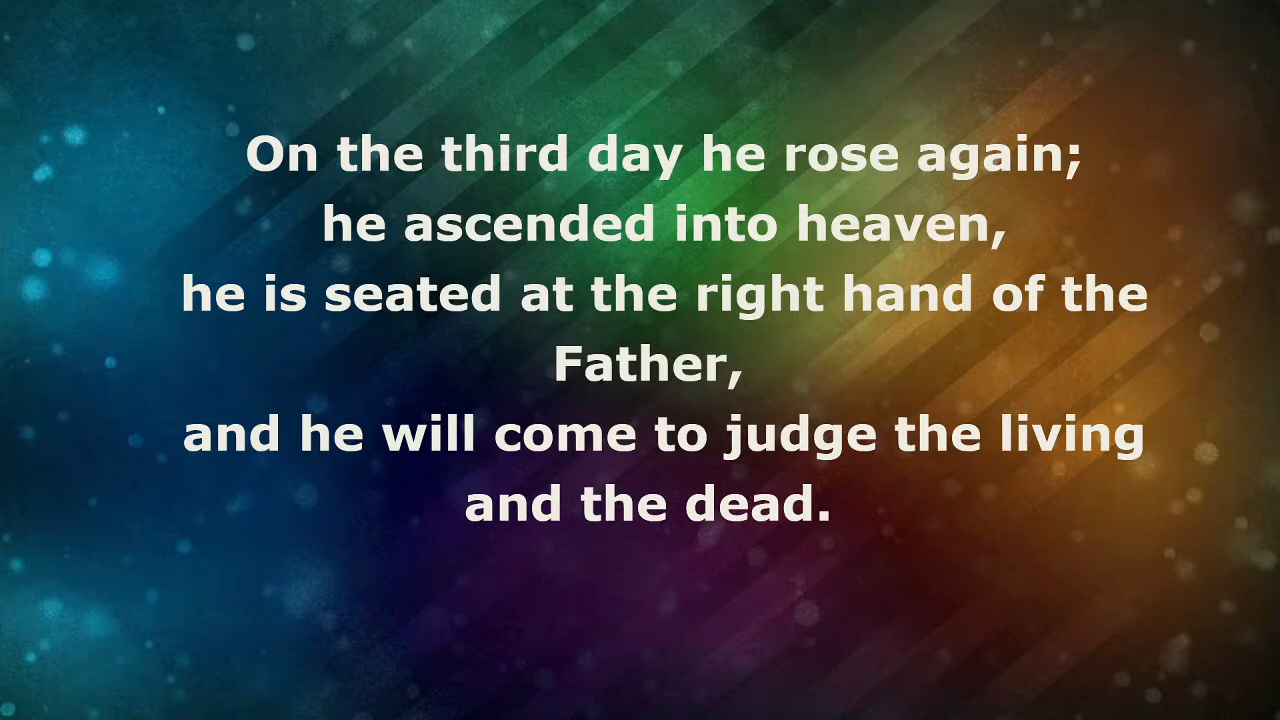 On the third day he rose again;
he ascended into heaven,
he is seated at the right hand of the
Father,
and he will come to judge the living
and the dead.